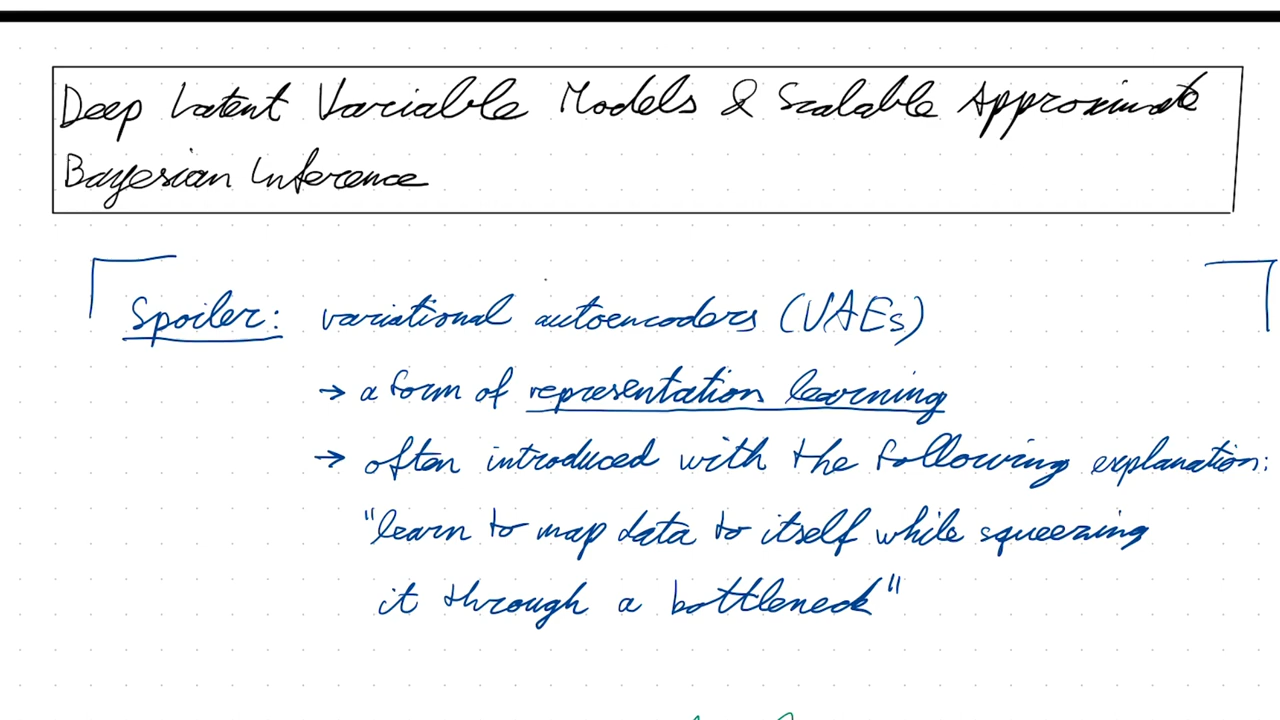 Deep Latent Variable Models & Scalable Approximate
Bayesian Inference
Spoiler: variational autoencoders (VAEs)
→ a form of representation learning
→ often introduced with the following explanation:
"learn to map data to itself while squeezing
it through a bottleneck"